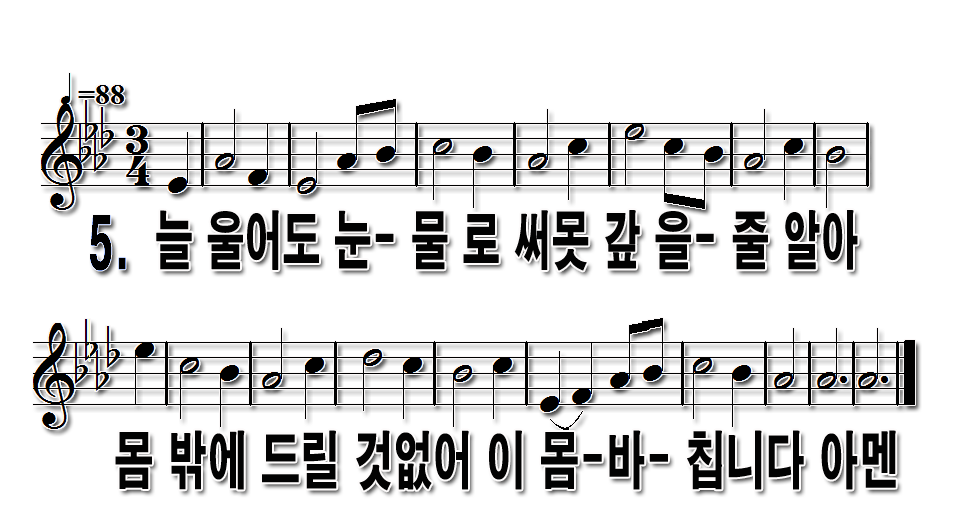 ♩=88
3
4
5. 늘 울어도 눈- 물 로 써못 갚 을- 줄 알아
몸 밖에 드릴 것없어 이 몸-바- 칩니다 아멘